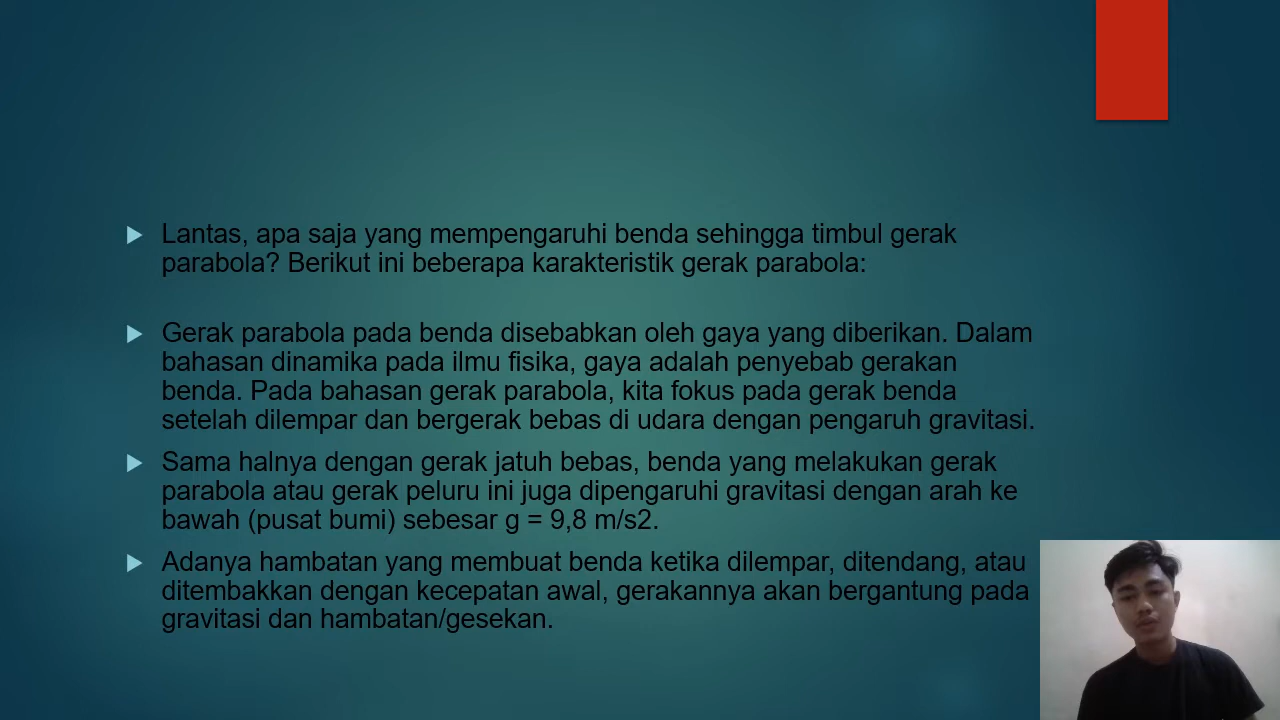 Lantas, apa saja yang mempengaruhi benda sehingga timbul gerak
parabola? Berikut ini beberapa karakteristik gerak parabola:
Gerak parabola pada benda disebabkan oleh gaya yang diberikan. Dalam
bahasan dinamika pada ilmu fisika, gaya adalah penyebab gerakan
benda. Pada bahasan gerak parabola, kita fokus pada gerak benda
setelah dilempar dan bergerak bebas di udara dengan pengaruh gravitasi.
Sama halnya dengan gerak jatuh bebas, benda yang melakukan gerak
parabola atau gerak peluru ini juga dipengaruhi gravitasi dengan arah ke
bawah (pusat bumi) sebesar g = 9,8 m/s2.
Adanya hambatan yang membuat benda ketika dilempar, ditendang, atau
ditembakkan dengan kecepatan awal, gerakannya akan bergantung pada
gravitasi dan hambatan/gesekan.